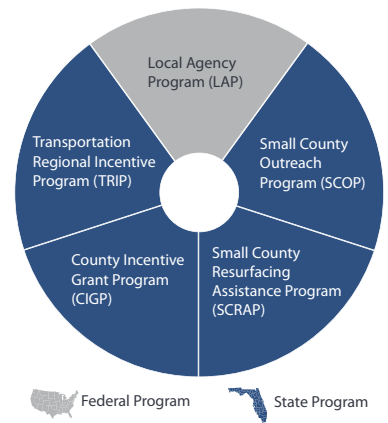 Local Agency
Program (LAP)
Transportation
Regional Incentive
Program (TRIP)
Small County
Outreach
Program (SCOP)
County Incentive
Grant Program
(CIGP)
Small County
Resurfacing
Assistance Program
(SCRAP)
Federal Program
State Program